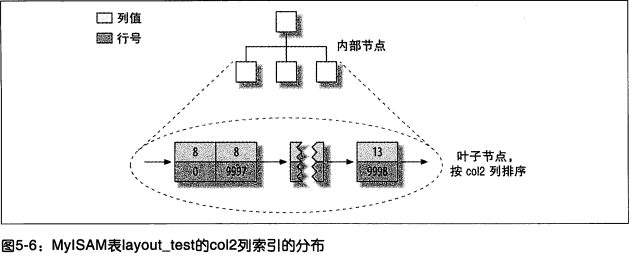 列值
行号
内部节点
8 8 13
0 9997 9998
叶子节点,
按 col2 列排序
图5-6：MyISAM表layout_test的col2列索引的分布